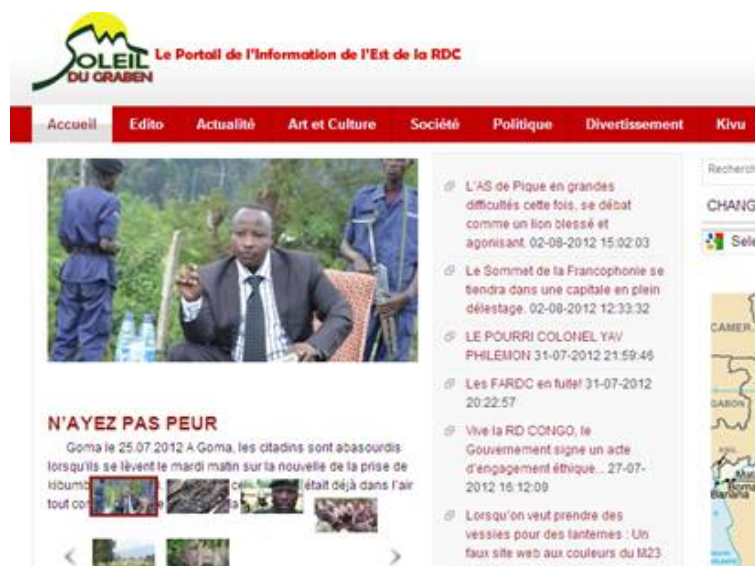 SOLEIL
DU GRABEN
Le Portail de l'Information de l'Est de la RDC
Accueil Edito Actualité Art et Culture Société Politique Divertissement Kivu
N'AYEZ PAS PEUR
Goma le 25.07.2012 A Goma, les citadins sont abasourdis
lorsqu'ils se lèvent le mardi matin sur la nouvelle de la prise de
était déjà dans l'air
tout
L'AS de Pique en grandes
difficultés cette fois, se débat
comme un lion blessé et
agonisant. 02-08-2012 15:02:03
Le Sommet de la Francophonie se
tiendra dans une capitale en plein
délestage. 02-08-2012 12:33:32
LE POURRI COLONEL YAV
PHILEMON 31-07-2012 21:59:46
Les FARDC en fuite! 31-07-2012
20:22:57
Vive la RD CONGO, le
Gouvernement signe un acte
d'engagement éthique... 27-07-
2012 16:12:09
Lorsqu'on veut prendre des
vessies pour des lanternes : Un
faux site web aux couleurs du M23
Recherch
CHANG
Sele
CAMER
GABON
Boma
Banana